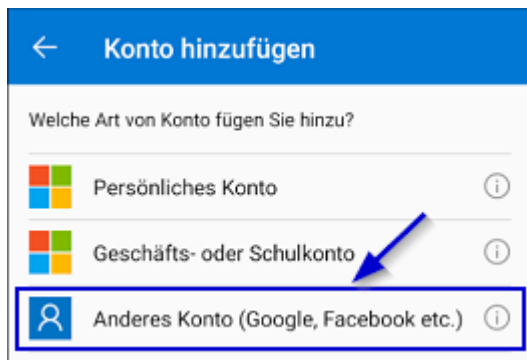 Konto hinzufügen
Welche Art von Konto fügen Sie hinzu?
Persönliches Konto
Geschäfts- oder Schulkonto
Anderes Konto (Google, Facebook etc.)